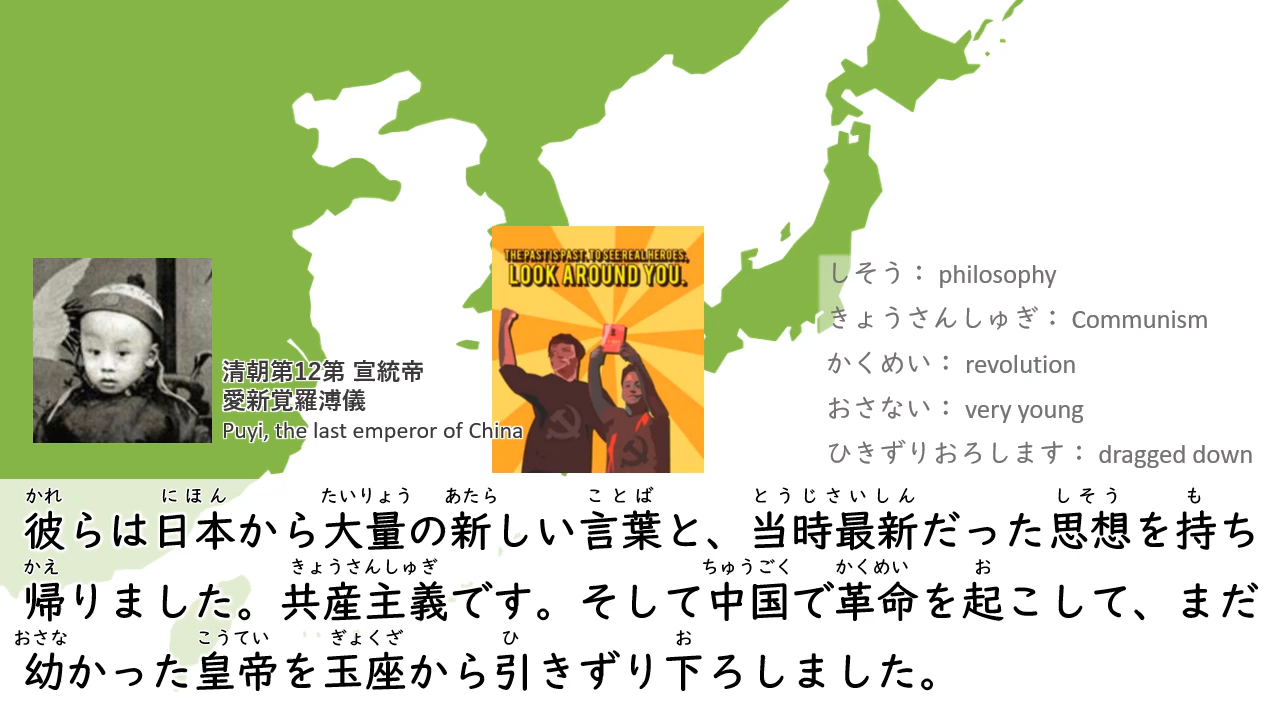 THE PAST IS PAST. TO SEE REAL HEROES,
LOOK AROUND YOU.
清朝第12第 宣統帝
愛新覚羅溥儀
Puyi, the last emperor of China
しそう： philosophy
きょうさんしゅぎ： Communism
かくめい： revolution
おさない： very young
ひきずりおろします： dragged down
かれ にほん たいりょう あたら ことば とうじさいしん しそう も
彼らは日本から大量の新しい言葉と、当時最新だった思想を持ち
かえ きょうさんしゅぎ ちゅうごく かくめい お
帰りました。共産主義です。そして中国で革命を起こして、まだ
おさな こうてい ぎょくざ ひ お
幼かった皇帝を玉座から引きずり下ろしました。